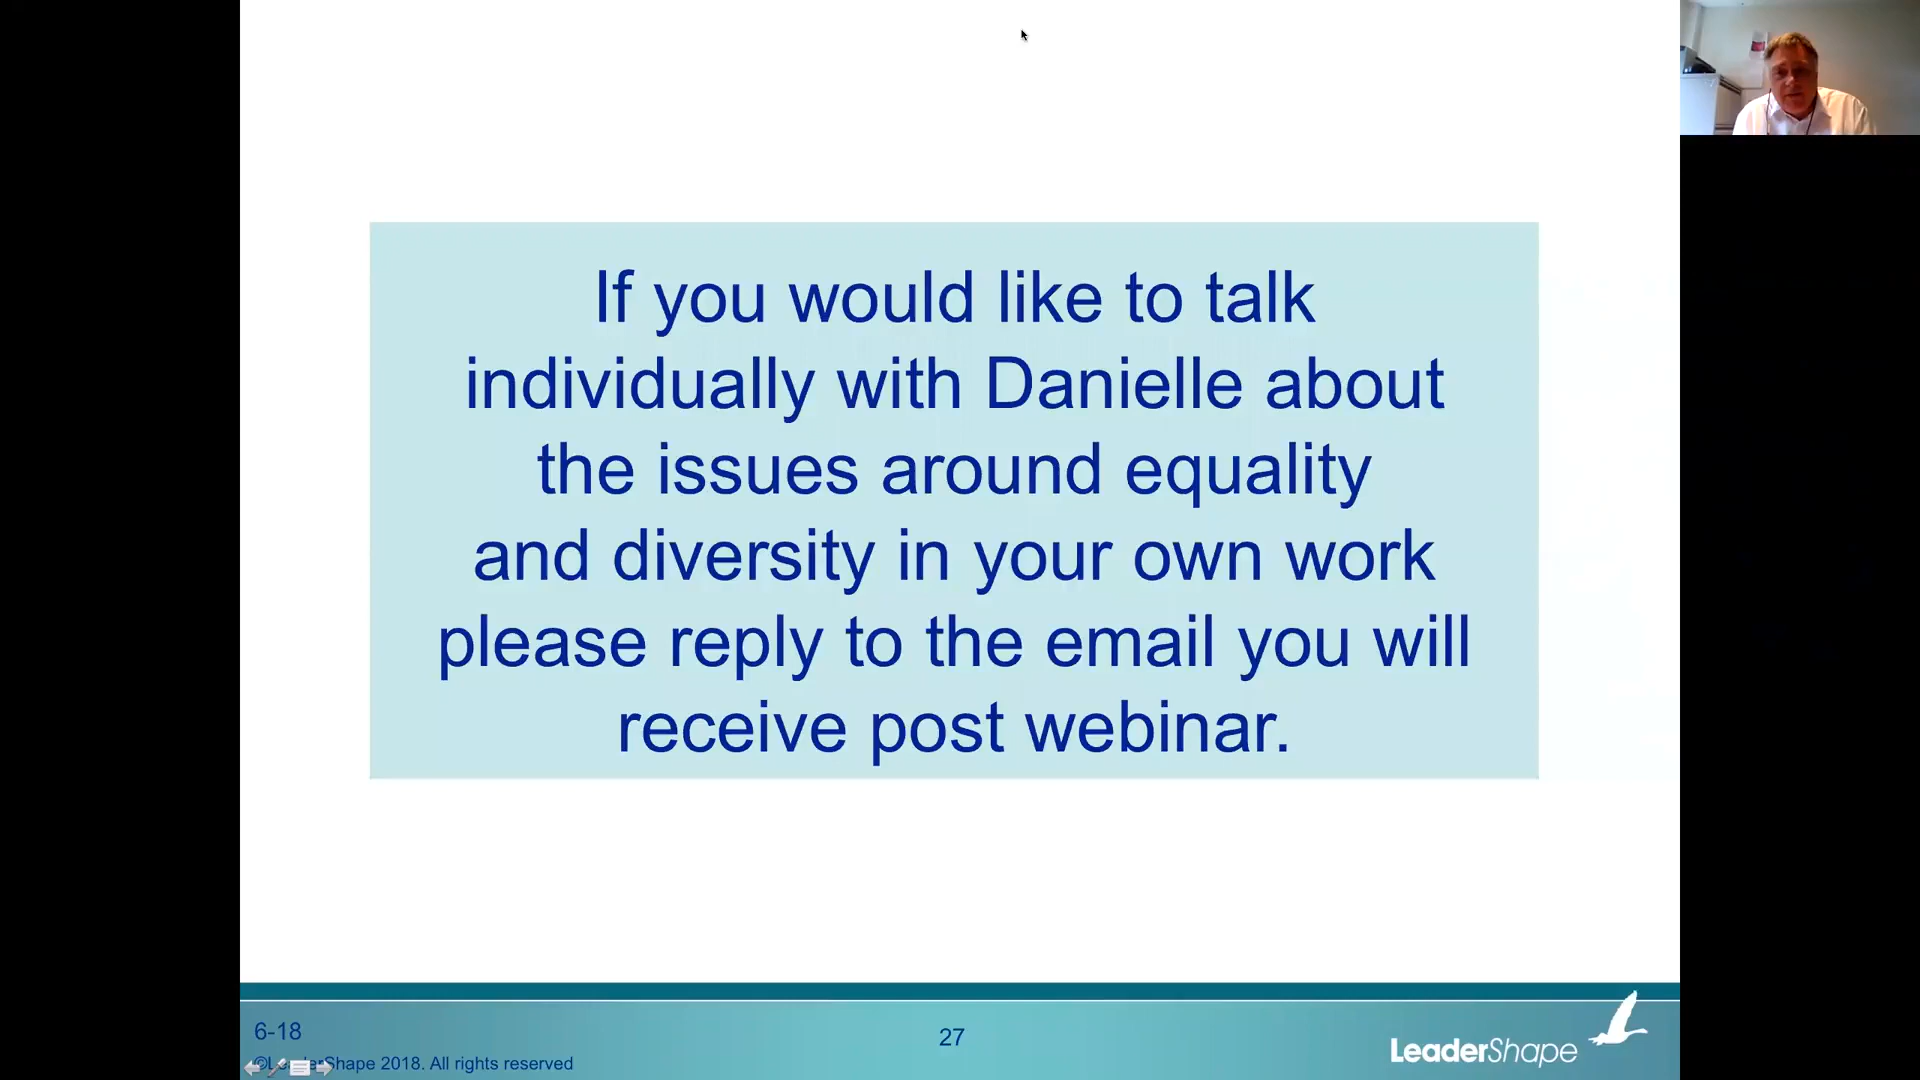 If you would like to talk
individually with Danielle about
the issues around equality
and diversity in your own work
please reply to the email you will
receive post webinar.
6-18
27
©LeaderShape 2018. All rights reserved
LeaderShape